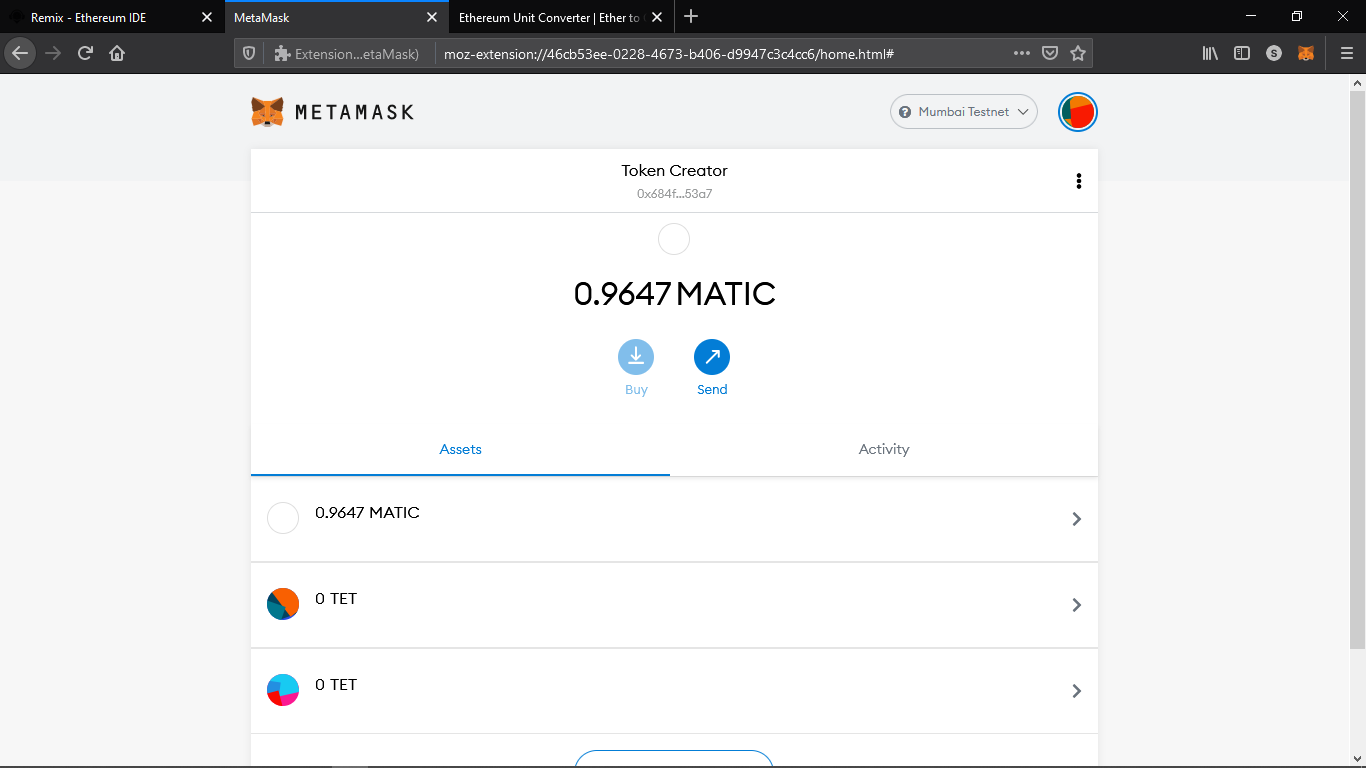 Remix - Ethereum IDE
MetaMask
Ethereum Unit Converter | Ether to
Extension...etaMask)
moz-extension://46cb53ee-0228-4673-b406-d9947c3c4cc6/home.html#
S
METAMASK
? Mumbai Testnet
Token Creator
0x684f...53a7
0.9647 MATIC
Buy
Send
Assets
Activity
0.9647 MATIC
0 TET
0 TET